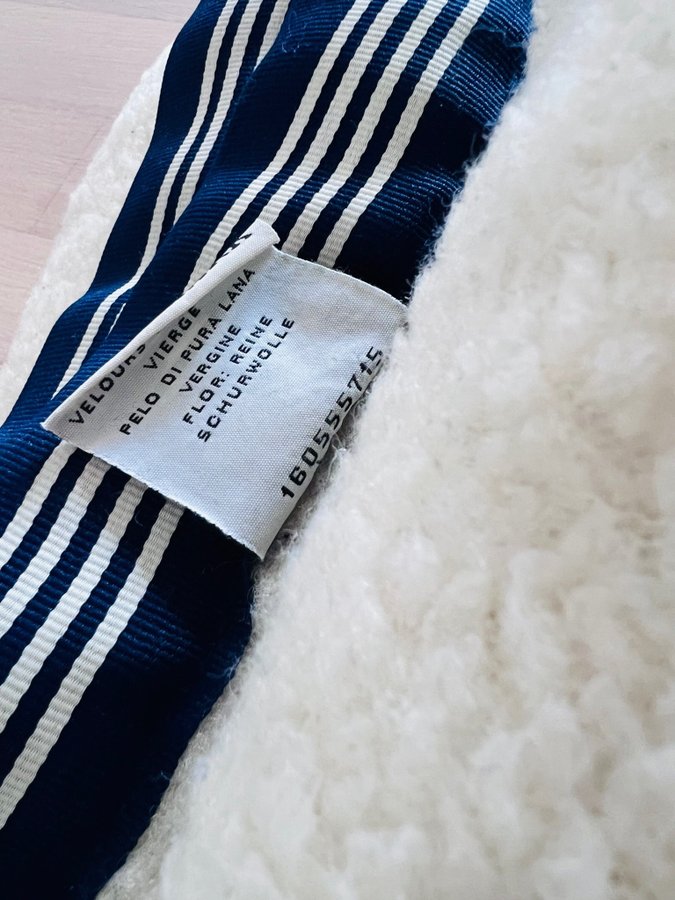 VELOURS
VIERGE
PELO DI PURA LANA
VERGINE
FLOR: REINE
SCHURWOLLE
160555715